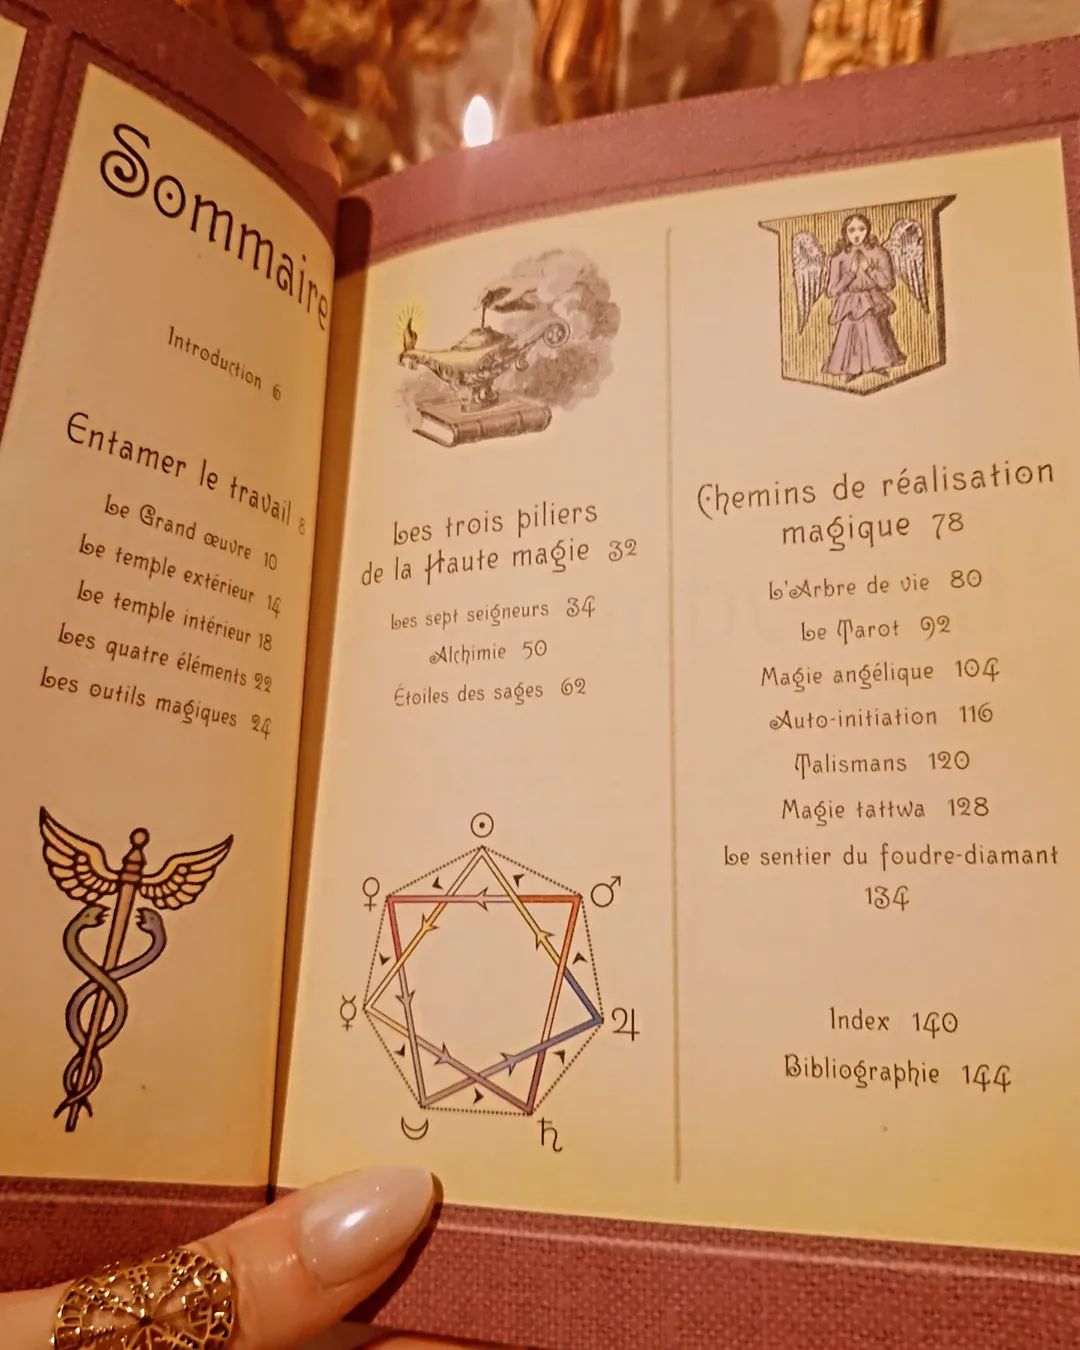 Sommaire
Introduction 6
Entamer le travail 8
Le Grand œuvre 10
Le temple extérieur 14
Le temple intérieur 18
Les quatre éléments 22
Les outils magiques 24
Les trois piliers
de la Haute magie 32
Les sept seigneurs 34
Alchimie 50
Étoiles des sages 62
☉
♀
♂
☿
♃
☽
♄
Chemins de réalisation
magique 78
L'Arbre de vie 80
Le Tarot 92
Magie angélique 104
Auto-initiation 116
Talismans 120
Magie tattwa 128
Le sentier du foudre-diamant
134
Index 140
Bibliographie 144